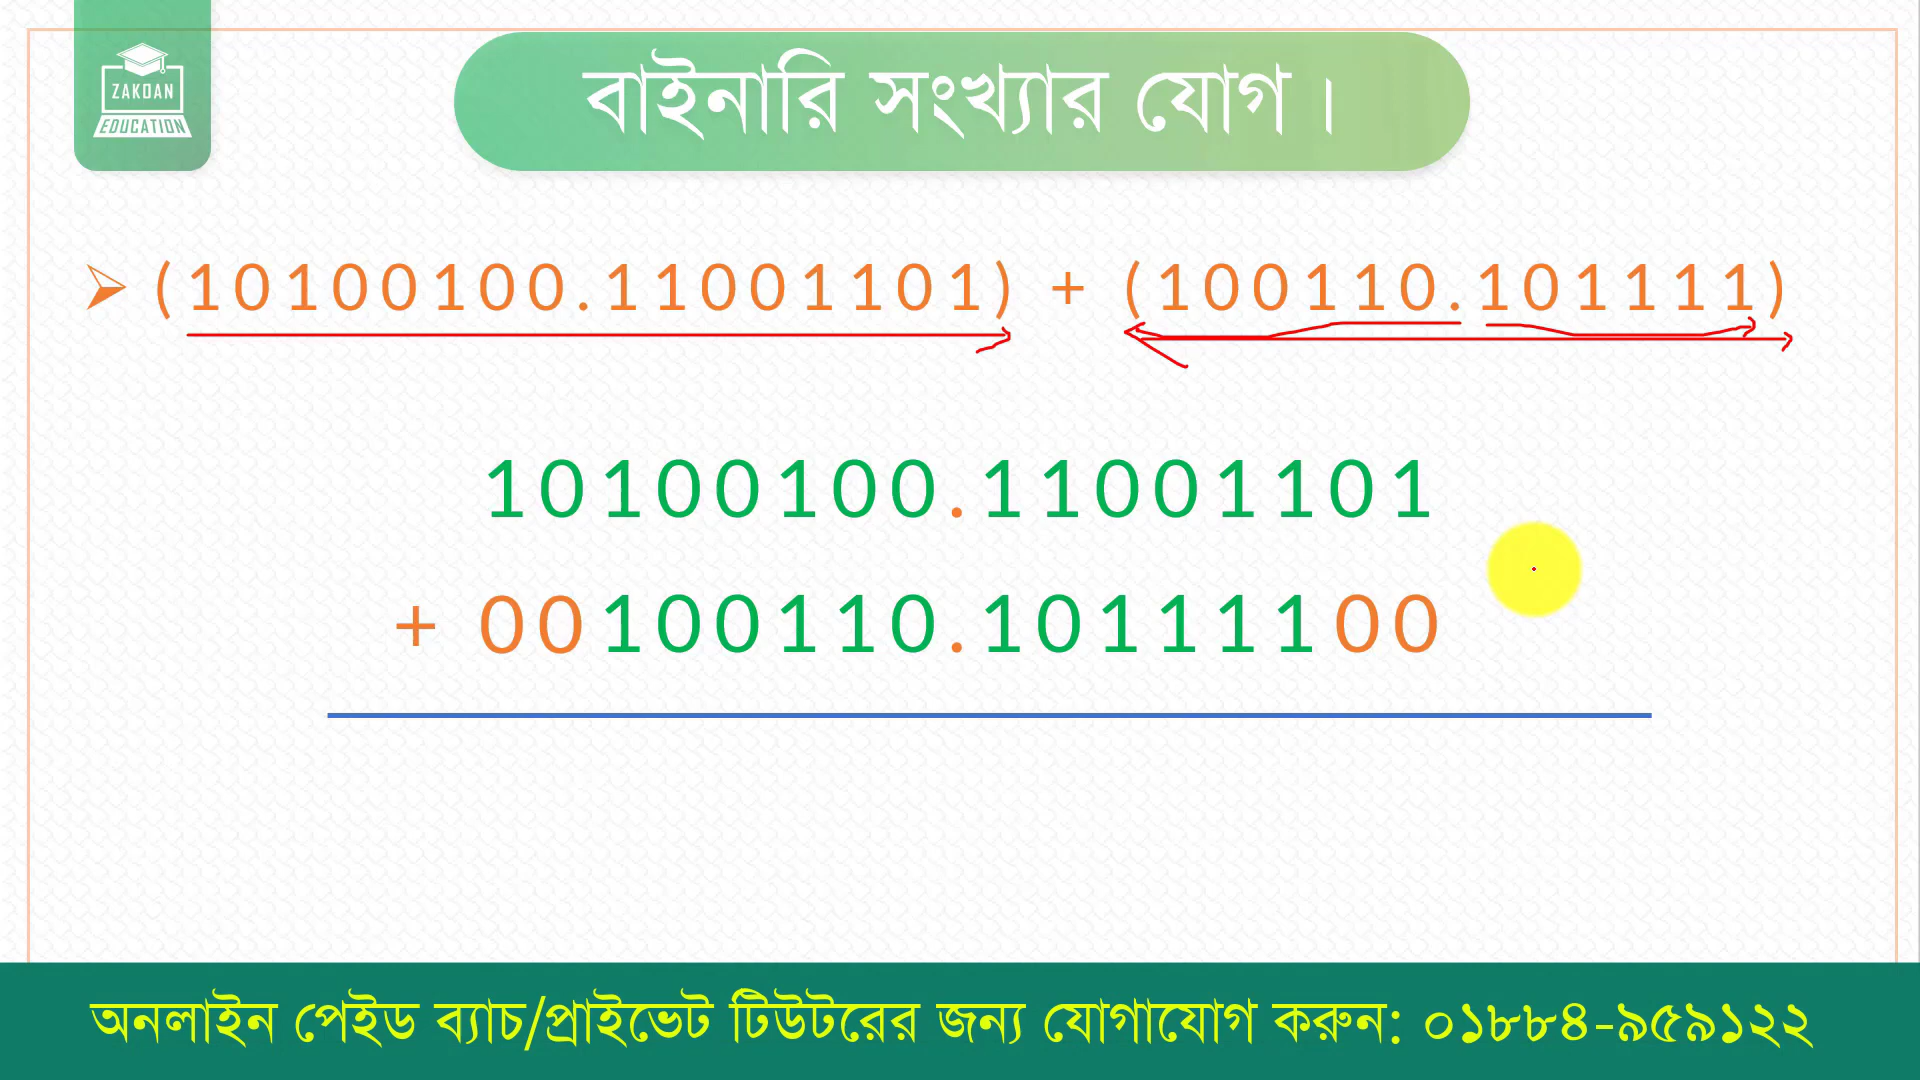 ZAKOAN
EDUCATION
বাইনারি সংখ্যার যোগ।
(10100100.11001101) + (100110.101111)
10100100.11001101
+ 00100110.10111100
অনলাইন পেইড ব্যাচ/প্রাইভেট টিউটরের জন্য যোগাযোগ করুন: ০১৮৮৪-৯৫৯১২২